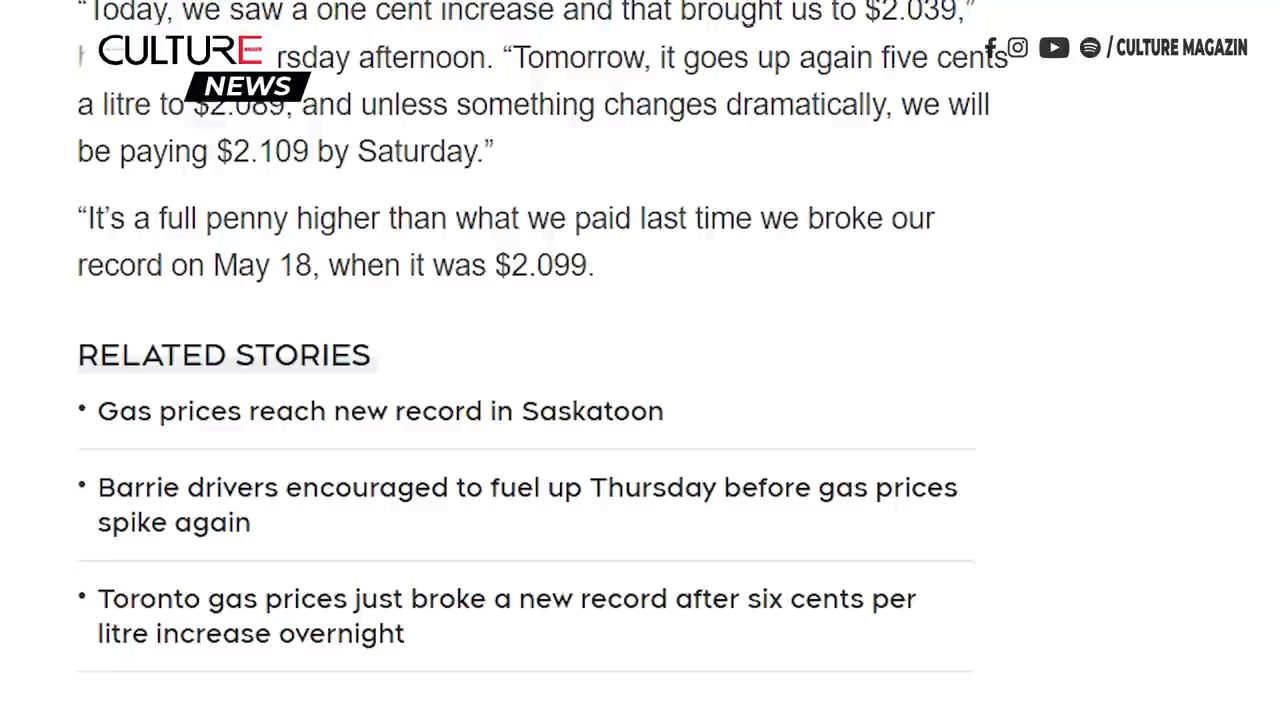 “Today, we saw a one cent increase and that brought us to $2.039,”
CULTURE
NEWS
/ CULTURE MAGAZIN
rsday afternoon. “Tomorrow, it goes up again five cents
a litre to $2.089, and unless something changes dramatically, we will
be paying $2.109 by Saturday.”
“It’s a full penny higher than what we paid last time we broke our
record on May 18, when it was $2.099.
RELATED STORIES
• Gas prices reach new record in Saskatoon
• Barrie drivers encouraged to fuel up Thursday before gas prices
spike again
• Toronto gas prices just broke a new record after six cents per
litre increase overnight